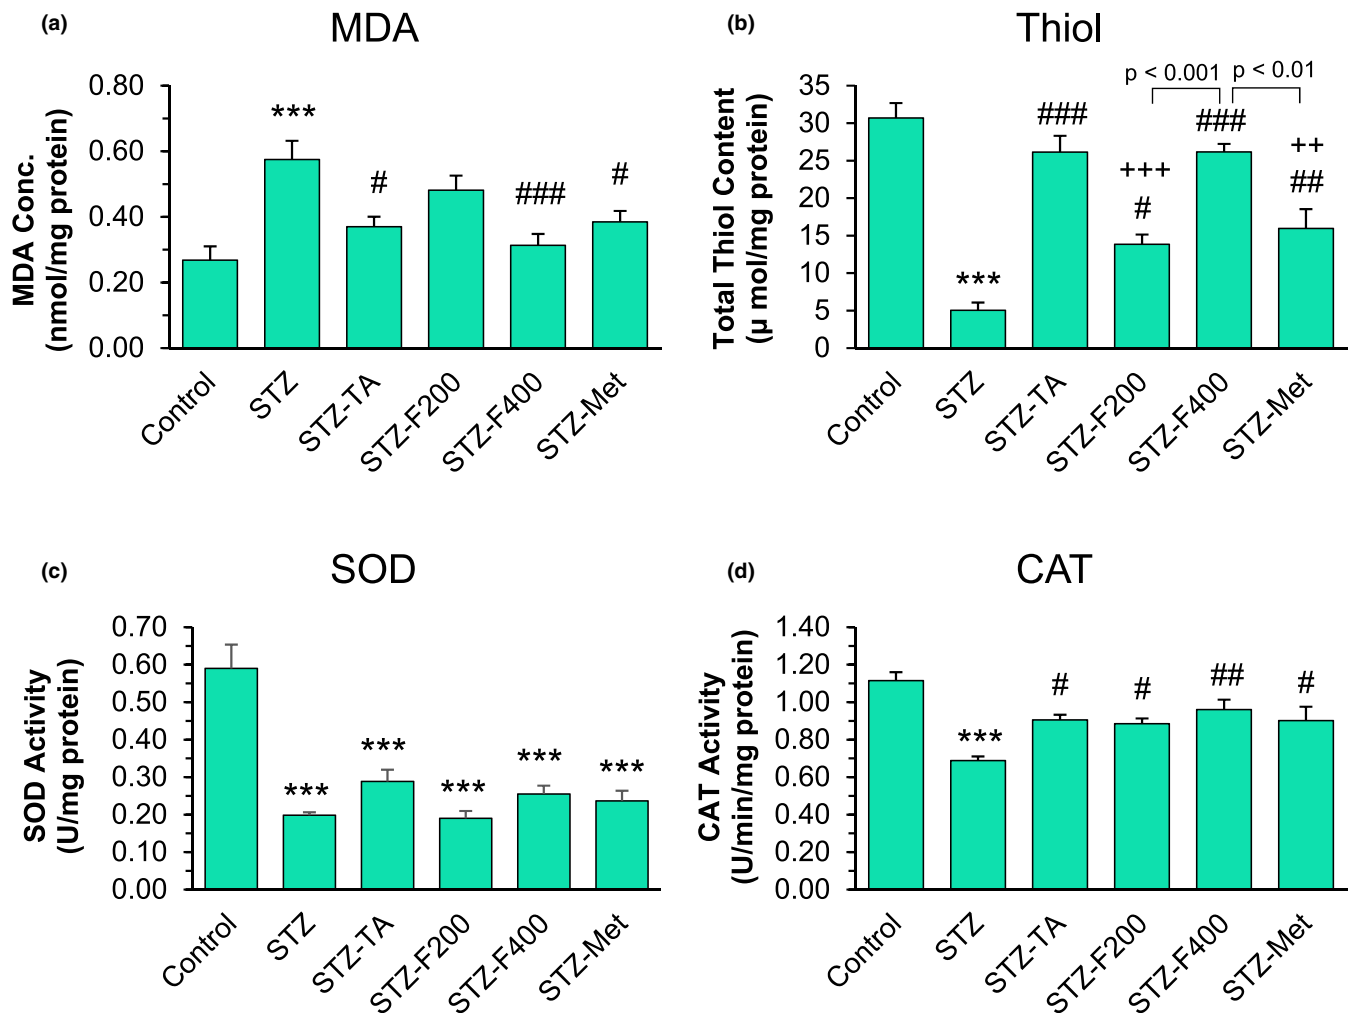 (a)
MDA
MDA Conc.
(nmol/mg protein)
0.80
0.60
0.40
0.20
0.00
***
#
###
#
Control
STZ
STZ-TA
STZ-F200
STZ-F400
STZ-Met
(b)
Thiol
Total Thiol Content
(µ mol/mg protein)
35
30
25
20
15
10
5
0
p < 0.001
p < 0.01
***
###
+++
#
###
++
##
Control
STZ
STZ-TA
STZ-F200
STZ-F400
STZ-Met
(c)
SOD
SOD Activity
(U/mg protein)
0.70
0.60
0.50
0.40
0.30
0.20
0.10
0.00
***
***
***
***
***
Control
STZ
STZ-TA
STZ-F200
STZ-F400
STZ-Met
(d)
CAT
CAT Activity
(U/min/mg protein)
1.40
1.20
1.00
0.80
0.60
0.40
0.20
0.00
***
#
#
##
#
Control
STZ
STZ-TA
STZ-F200
STZ-F400
STZ-Met